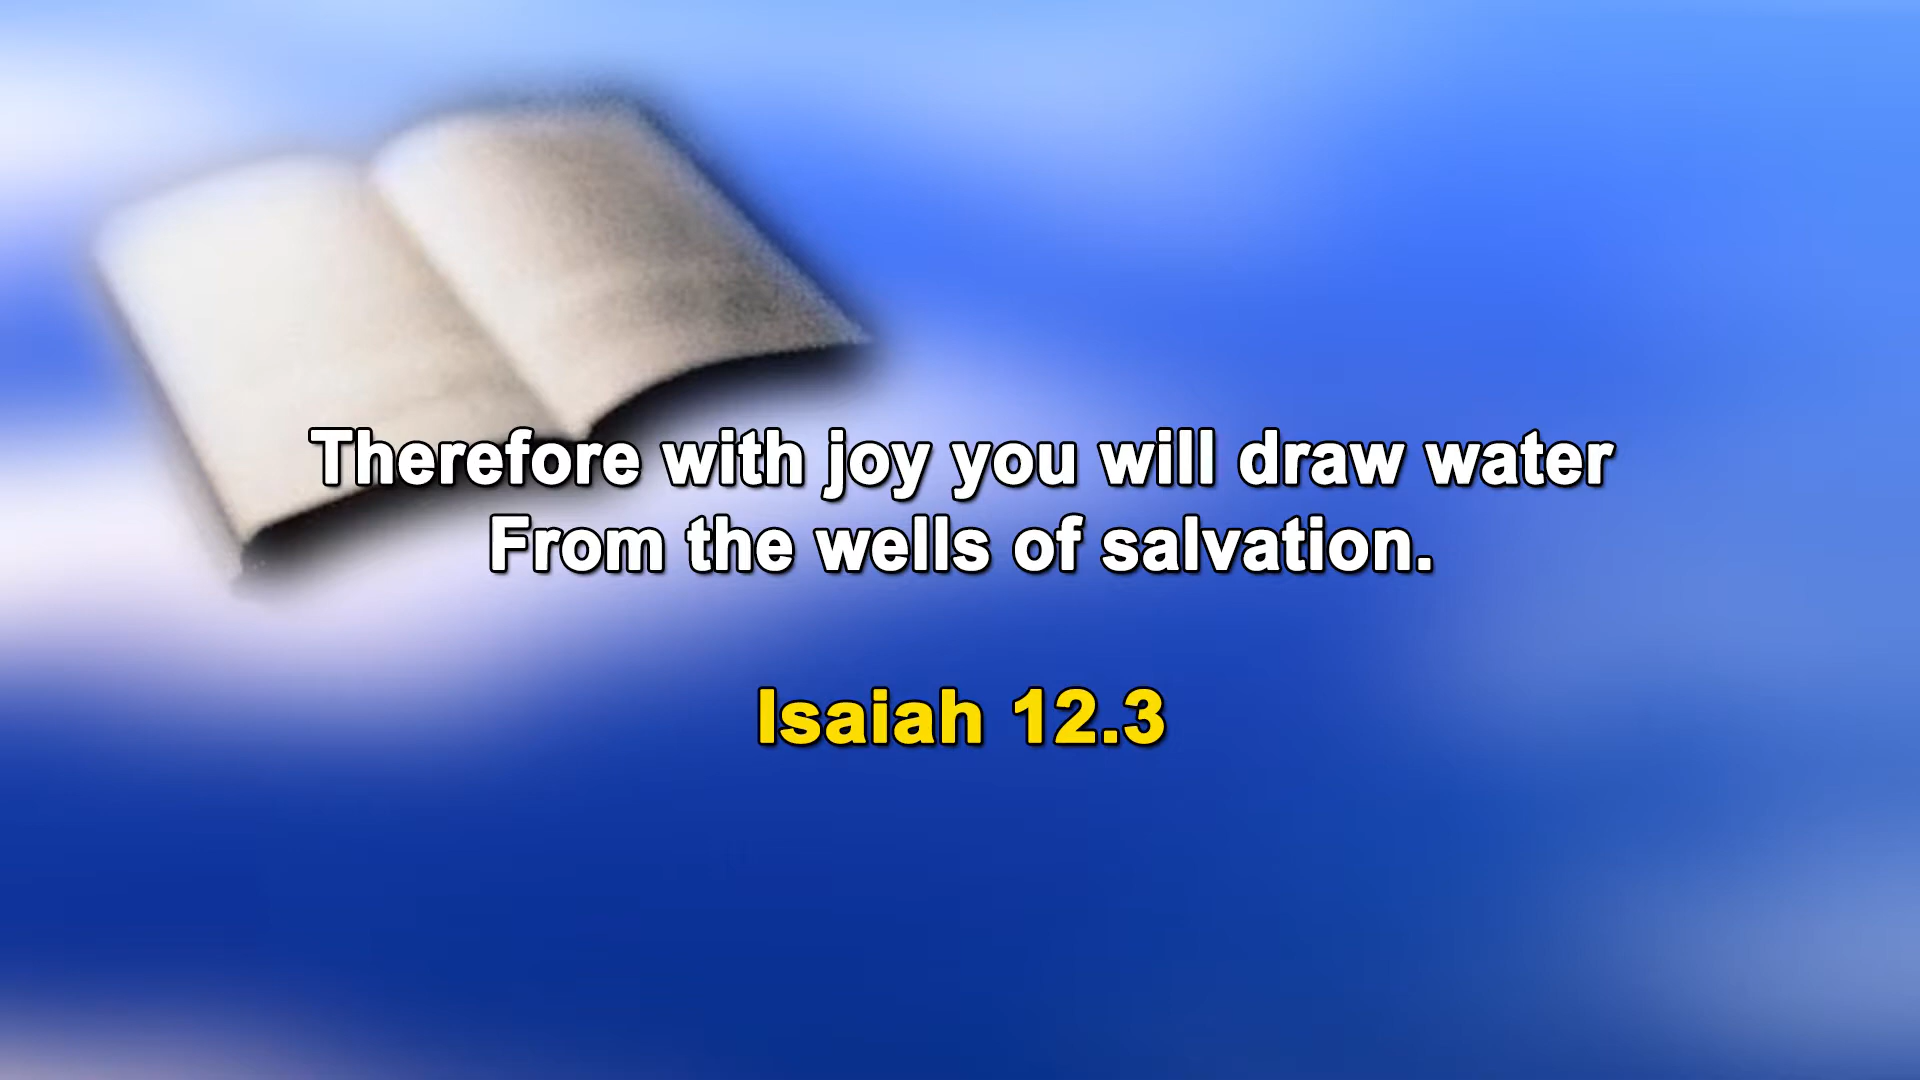 Therefore with joy you will draw water
From the wells of salvation.
Isaiah 12.3